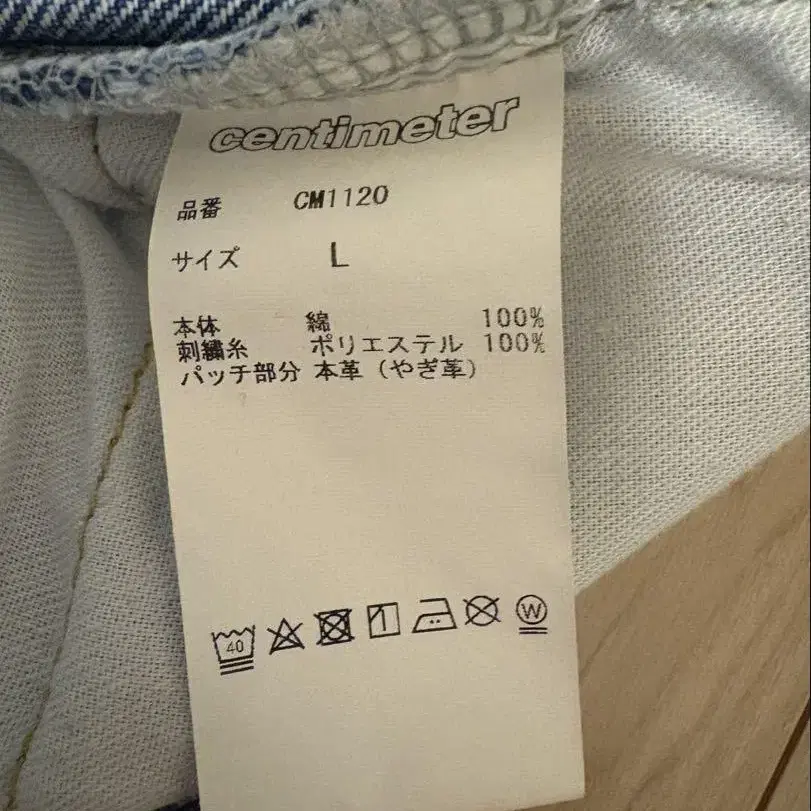 centimeter
品番 CM1120
サイズ L
本体 綿 100%
刺繍糸 ポリエステル 100%
パッチ部分 本革（やぎ革）
40 W